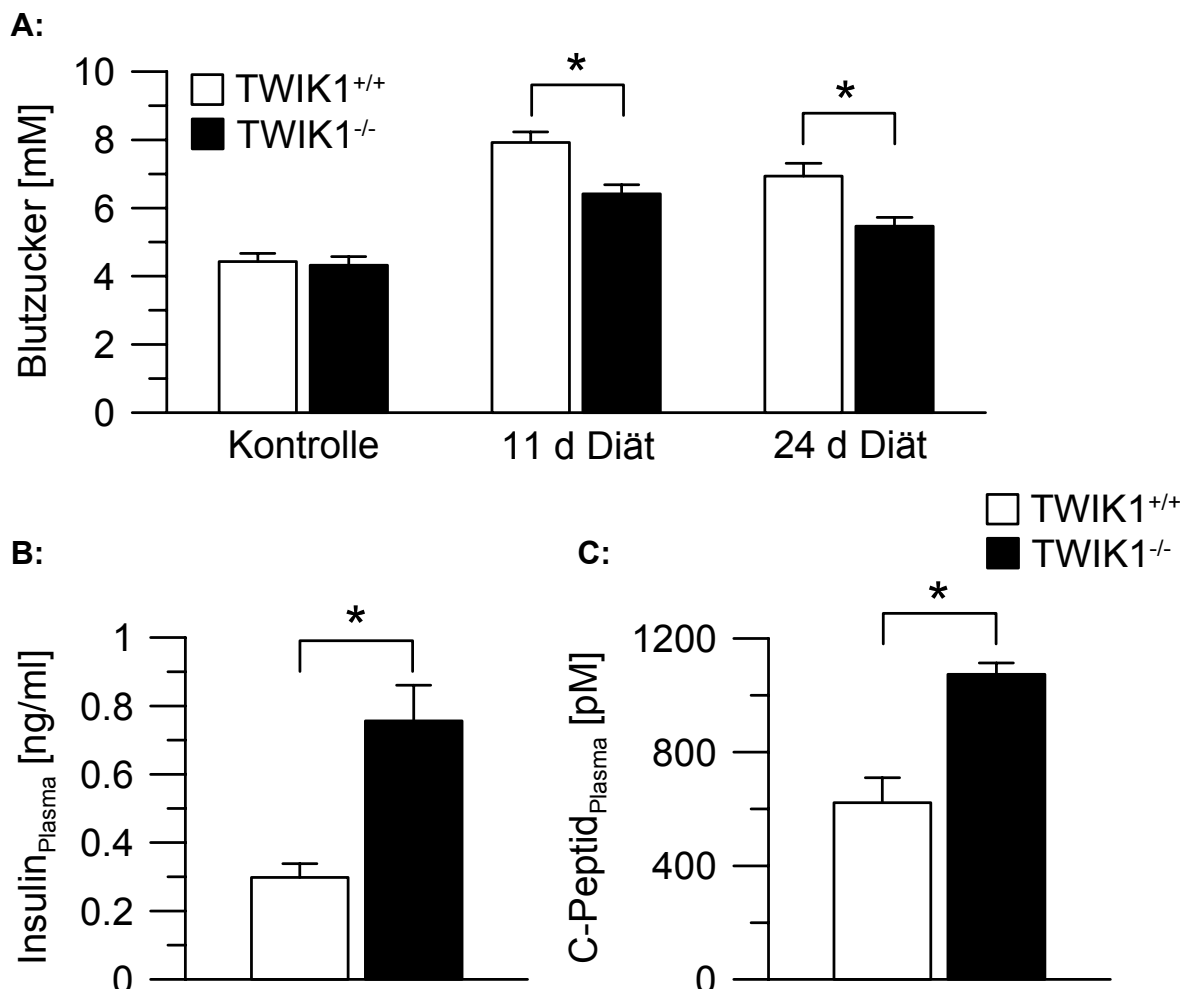 A:
Blutzucker [mM]
10
8
6
4
2
0
TWIK1+/+
TWIK1-/-
*
*
Kontrolle
11 d Diät
24 d Diät
TWIK1+/+
TWIK1-/-
B:
InsulinPlasma [ng/ml]
1
0.8
0.6
0.4
0.2
0
*
C:
C-PeptidPlasma [pM]
1200
800
400
0
*